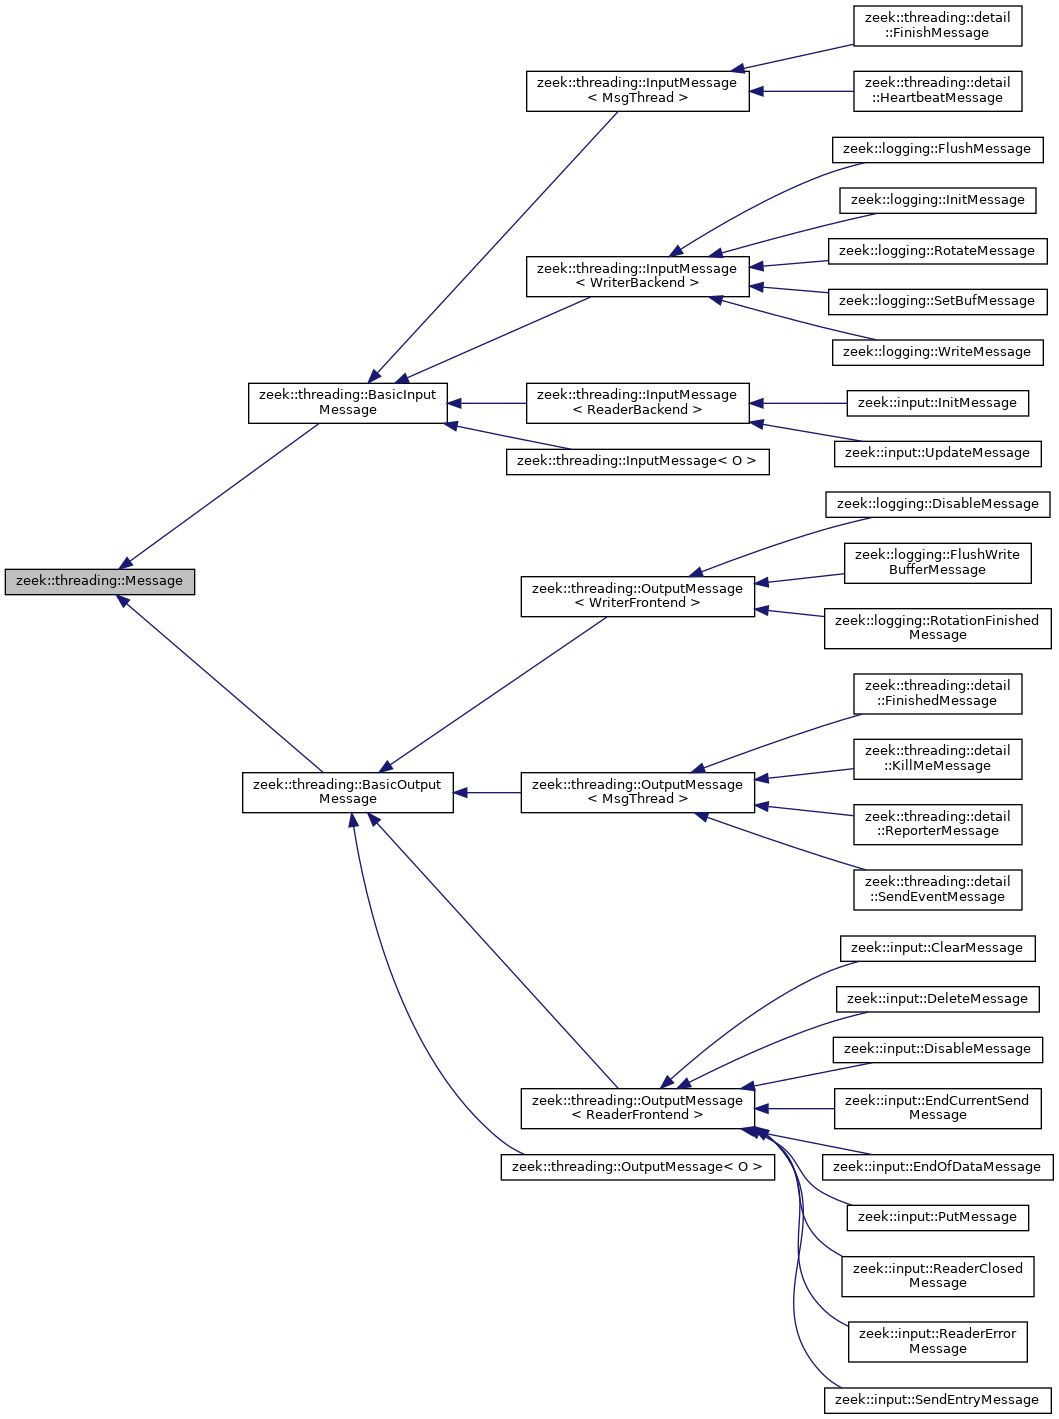 zeek::threading::detail
::FinishMessage
zeek::threading::InputMessage
< MsgThread >
zeek::threading::detail
::HeartbeatMessage
zeek::logging::FlushMessage
zeek::logging::InitMessage
zeek::logging::RotateMessage
zeek::threading::InputMessage
< WriterBackend >
zeek::logging::SetBufMessage
zeek::logging::WriteMessage
zeek::threading::BasicInput
Message
zeek::threading::InputMessage
< ReaderBackend >
zeek::input::InitMessage
zeek::input::UpdateMessage
zeek::threading::InputMessage< O >
zeek::logging::DisableMessage
zeek::logging::FlushWrite
BufferMessage
zeek::threading::Message
zeek::threading::OutputMessage
< WriterFrontend >
zeek::logging::RotationFinished
Message
zeek::threading::detail
::FinishedMessage
zeek::threading::detail
::KillMeMessage
zeek::threading::BasicOutput
Message
zeek::threading::OutputMessage
< MsgThread >
zeek::threading::detail
::ReporterMessage
zeek::threading::detail
::SendEventMessage
zeek::input::ClearMessage
zeek::input::DeleteMessage
zeek::input::DisableMessage
zeek::threading::OutputMessage
< ReaderFrontend >
zeek::input::EndCurrentSend
Message
zeek::threading::OutputMessage< O >
zeek::input::EndOfDataMessage
zeek::input::PutMessage
zeek::input::ReaderClosed
Message
zeek::input::ReaderError
Message
zeek::input::SendEntryMessage